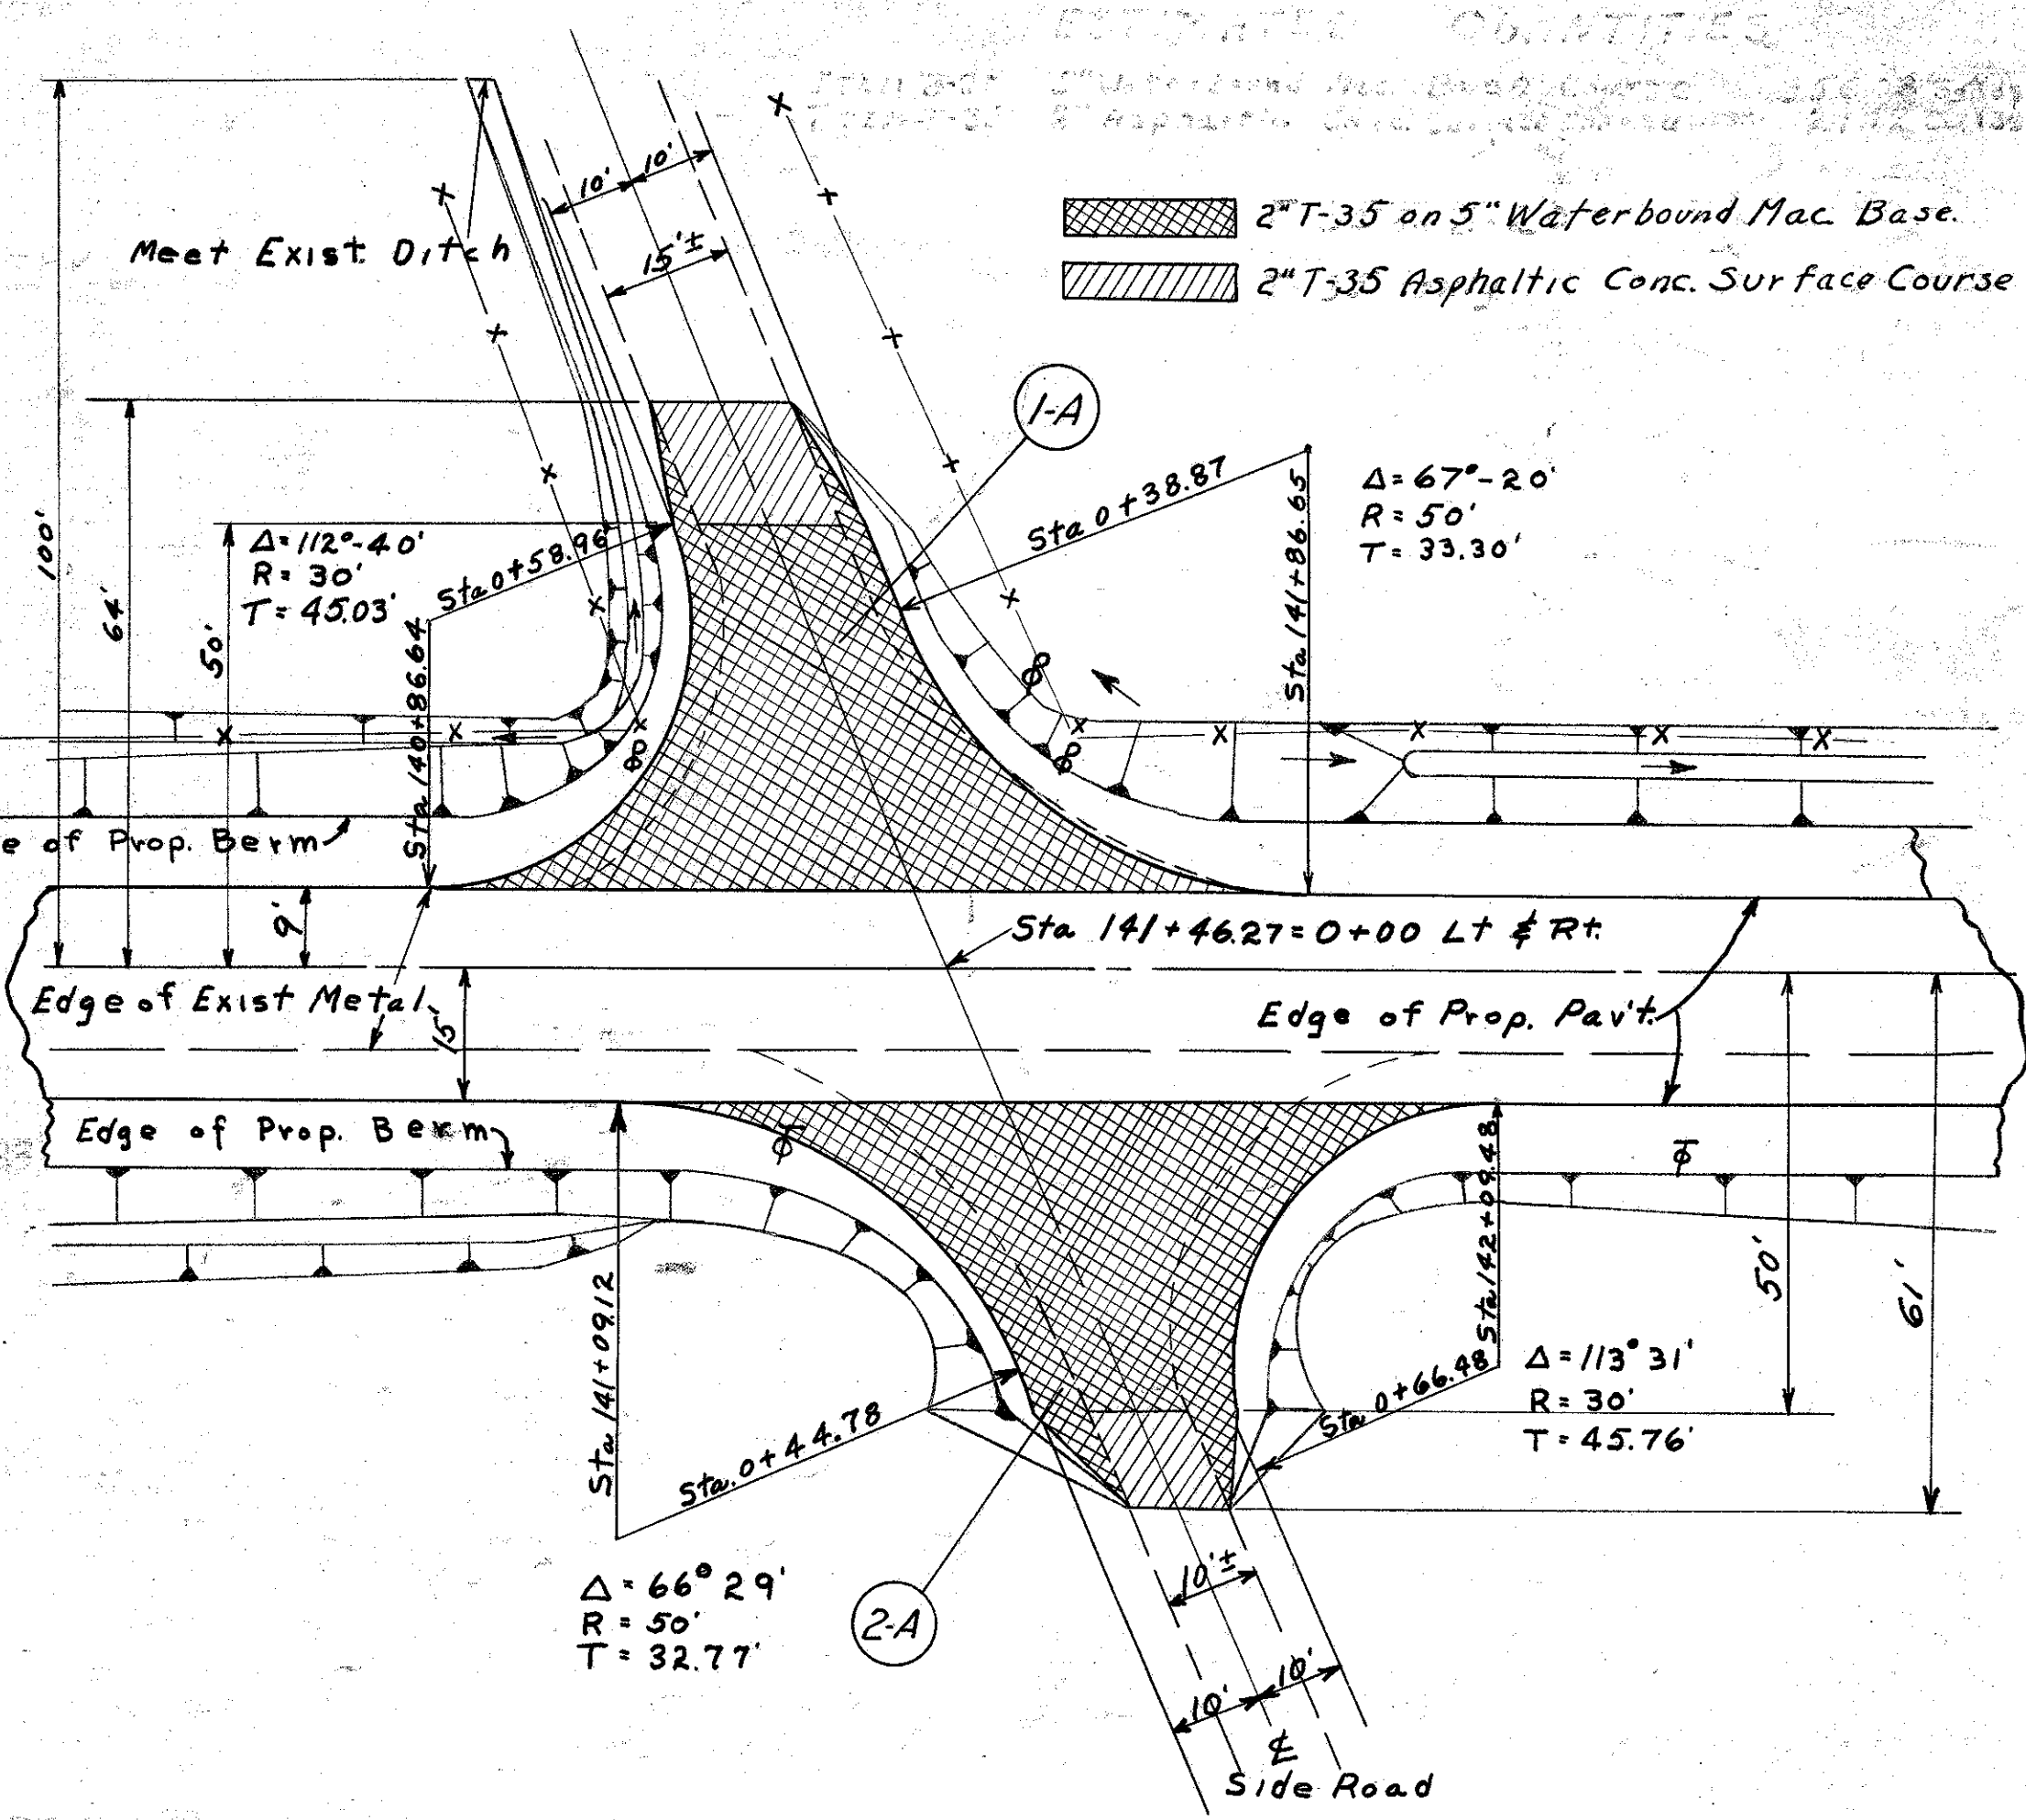 2" T-35 on 5" Waterbound Mac. Base.
2" T-35 Asphaltic Conc. Surface Course
10'
10'
15'±
Meet Exist. Ditch
1-A
100'
64'
50'
Δ=112°-40'
R=30'
T=45.03'
Sta 0+58.96
Sta 140+86.64
Sta 0+38.87
Sta 141+86.65
Δ=67°-20'
R=50'
T=33.30'
e of Prop. Berm
9'
Sta 141+46.27=0+00 Lt & Rt.
Edge of Exist Metal
15'
Edge of Prop. Pav't.
Edge of Prop. Berm
Sta 141+09.12
Sta. 0+44.78
Sta 142+09.48
Sta 0+66.48
50'
61'
Δ=113° 31'
R=30'
T=45.76'
Δ=66° 29'
R=50'
T=32.77'
2-A
10'±
10'
10'
℄
Side Road